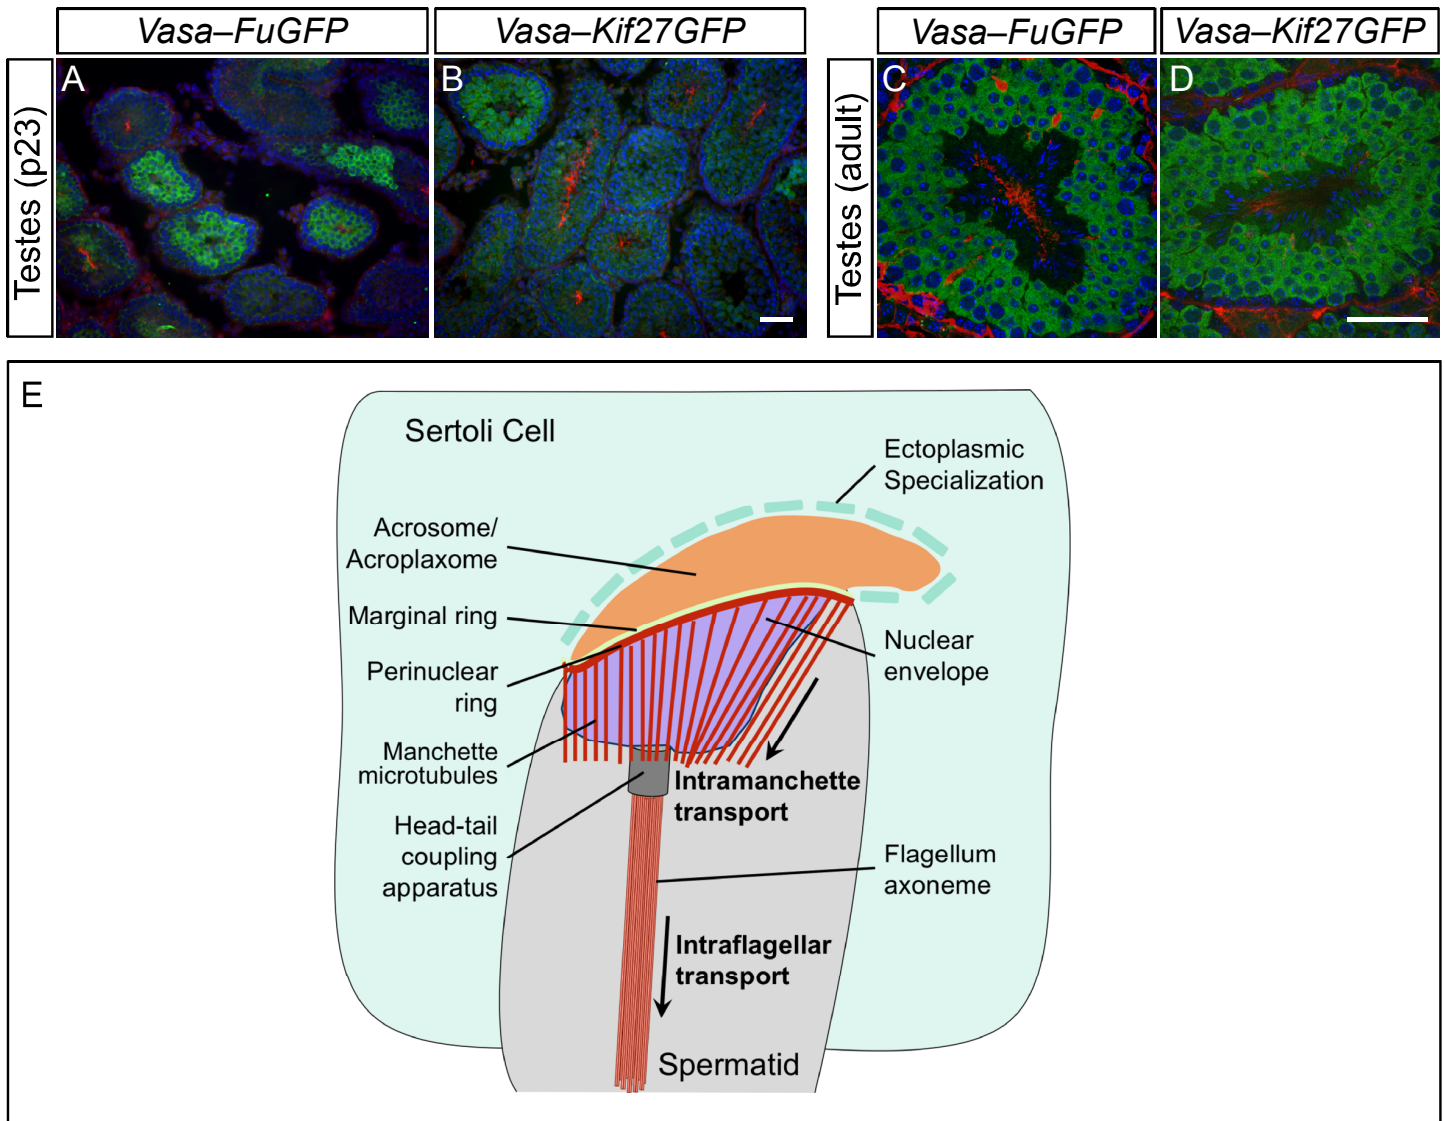 Vasa–FuGFP
Vasa–Kif27GFP
Vasa–FuGFP
Vasa–Kif27GFP
Testes (p23)
A
B
Testes (adult)
C
D
E
Sertoli Cell
Ectoplasmic
Specialization
Acrosome/
Acroplaxome
Marginal ring
Perinuclear
ring
Nuclear
envelope
Manchette
microtubules
Intramanchette
transport
Head-tail
coupling
apparatus
Flagellum
axoneme
Intraflagellar
transport
Spermatid